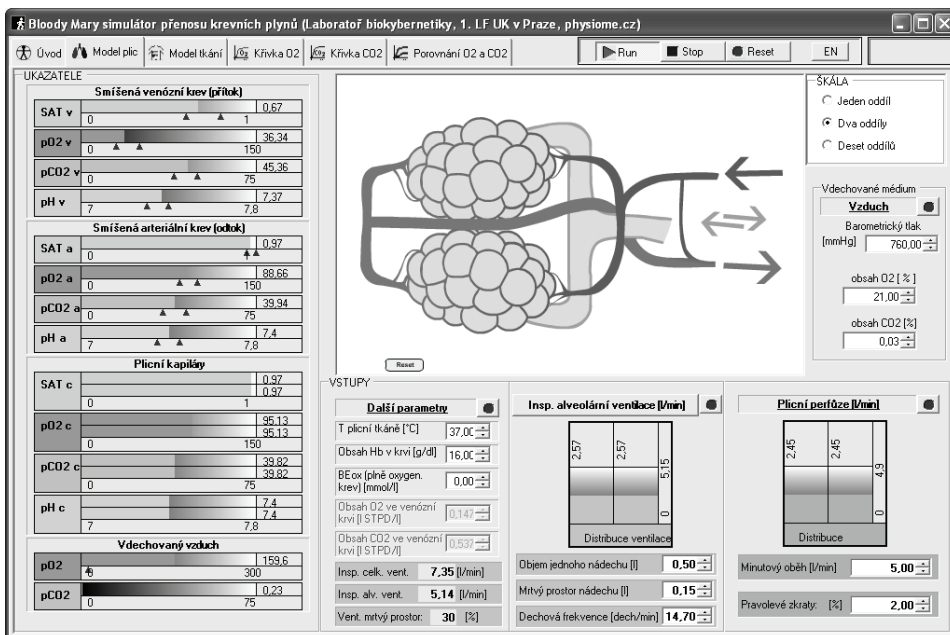 Bloody Mary simulátor přenosu krevních plynů (Laboratoř biokybernetiky, 1. LF UK v Praze, physiome.cz)
Úvod Model plic Model tkání Křivka O2 Křivka CO2 Porovnání O2 a CO2 Run Stop Reset EN
UKAZATELE
Smíšená venózní krev (přítok)
SAT v 0,67
0 1
pO2 v 36,34
0 150
pCO2 v 45,36
0 75
pH v 7,37
7 7,8
Smíšená arteriální krev (odtok)
SAT a 0,97
0 1
pO2 a 88,66
0 150
pCO2 a 39,94
0 75
pH a 7,4
7 7,8
Plicní kapiláry
SAT c 0,97
0,97
0 1
pO2 c 95,13
95,13
0 150
pCO2 c 39,82
39,82
0 75
pH c 7,4
7,4
7 7,8
Vdechovaný vzduch
pO2 159,6
0 300
pCO2 0,23
0 75
Reset
ŠKÁLA
Jeden oddíl
Dva oddíly
Deset oddílů
Vdechované médium
Vzduch
Barometrický tlak
[mmHg] 760,00
obsah O2 [ % ]
21,00
obsah CO2 [%]
0,03
VSTUPY
Další parametry
T plicní tkáně [°C] 37,0
Obsah Hb v krvi [g/dl] 16,0
BEox (plně oxygen.
krev) [mmol/l] 0,00
Obsah O2 ve venózní
krvi [l STPD/l] 0,147
Obsah CO2 ve venózní
krvi [l STPD/l] 0,537
Insp. celk. vent. 7,35 [l/min]
Insp. alv. vent. 5,14 [l/min]
Vent. mrtvý prostor: 30 [%]
Insp. alveolární ventilace [l/min]
2,57 2,57 5,15
0
Distribuce ventilace
Objem jednoho nádechu [l] 0,50
Mrtvý prostor nádechu [l] 0,15
Dechová frekvence [dech/min] 14,70
Plicní perfúze [l/min]
2,45 2,45 4,9
0
Distribuce
Minutový oběh [l/min] 5,00
Pravolevé zkraty: [%] 2,00